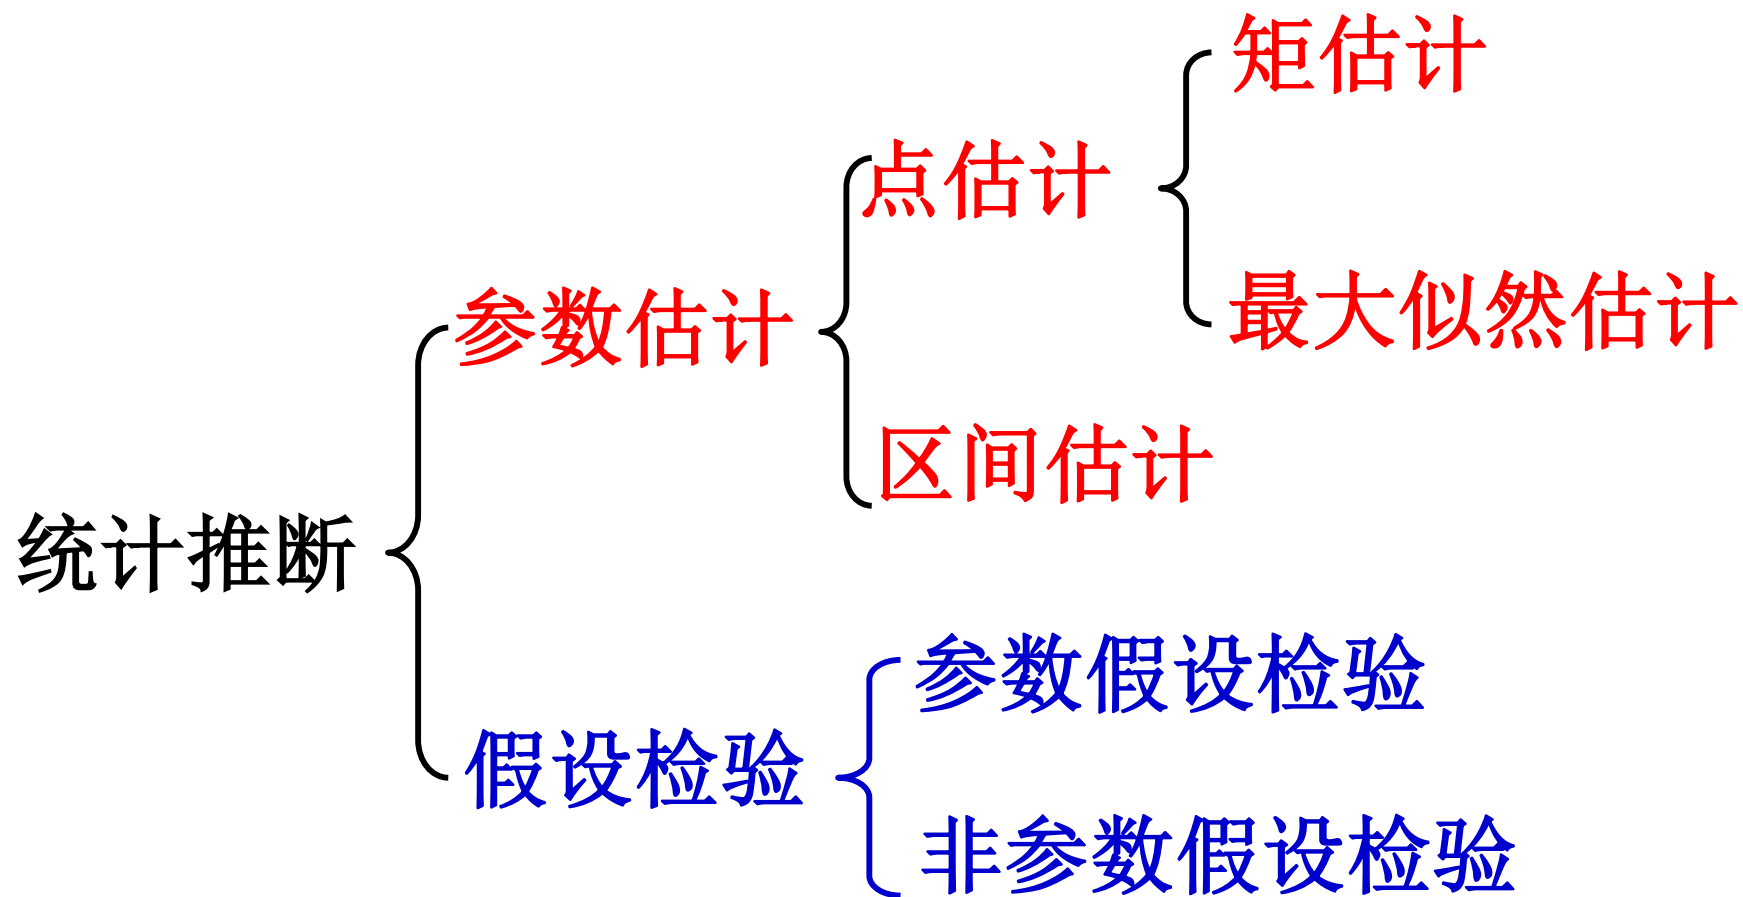 矩估计
点估计
最大似然估计
参数估计
区间估计
统计推断
参数假设检验
假设检验
非参数假设检验